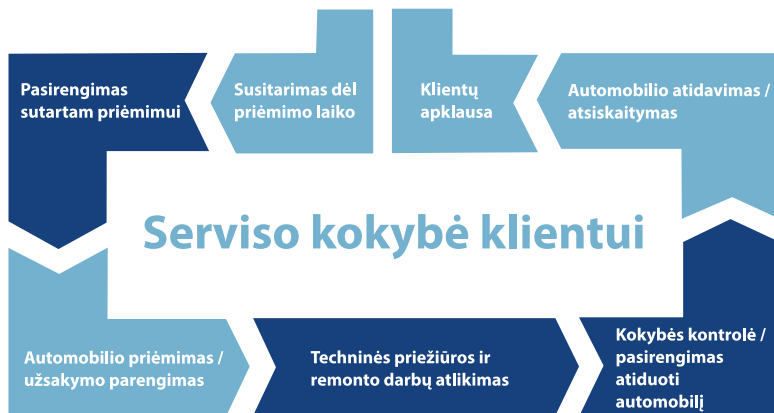 Pasirengimas
sutartam priėmimui
Susitarimas dėl
priėmimo laiko
Klientų
apklausa
Automobilio atidavimas /
atsiskaitymas
Serviso kokybė klientui
Automobilio priėmimas /
užsakymo parengimas
Techninės priežiūros ir
remonto darbų atlikimas
Kokybės kontrolė /
pasirengimas
atiduoti
automobilį